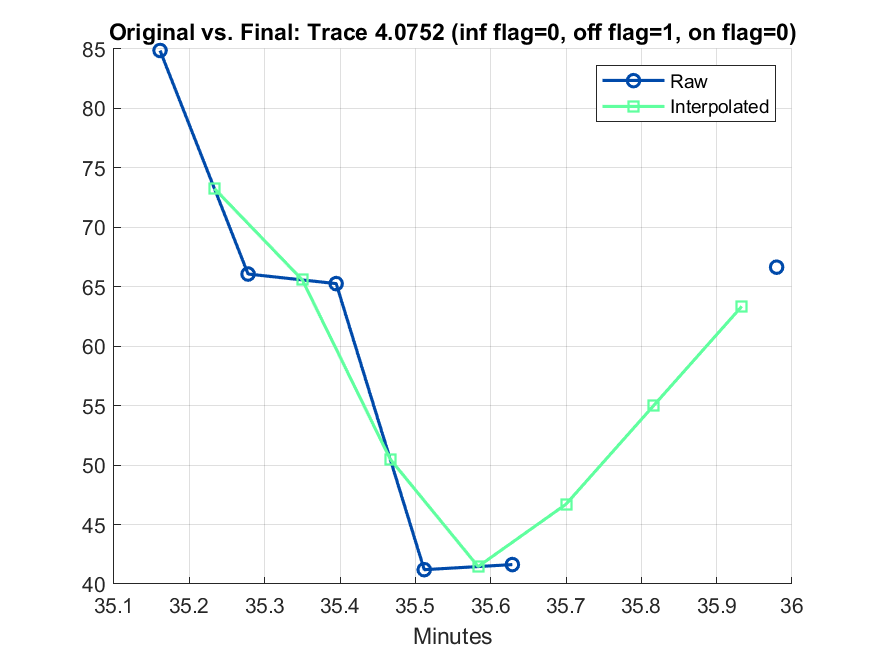 Original vs. Final: Trace 4.0752 (inf flag=0, off flag=1, on flag=0)
85
80
75
70
65
60
55
50
45
40
Raw
Interpolated
35.1 35.2 35.3 35.4 35.5 35.6 35.7 35.8 35.9 36
Minutes